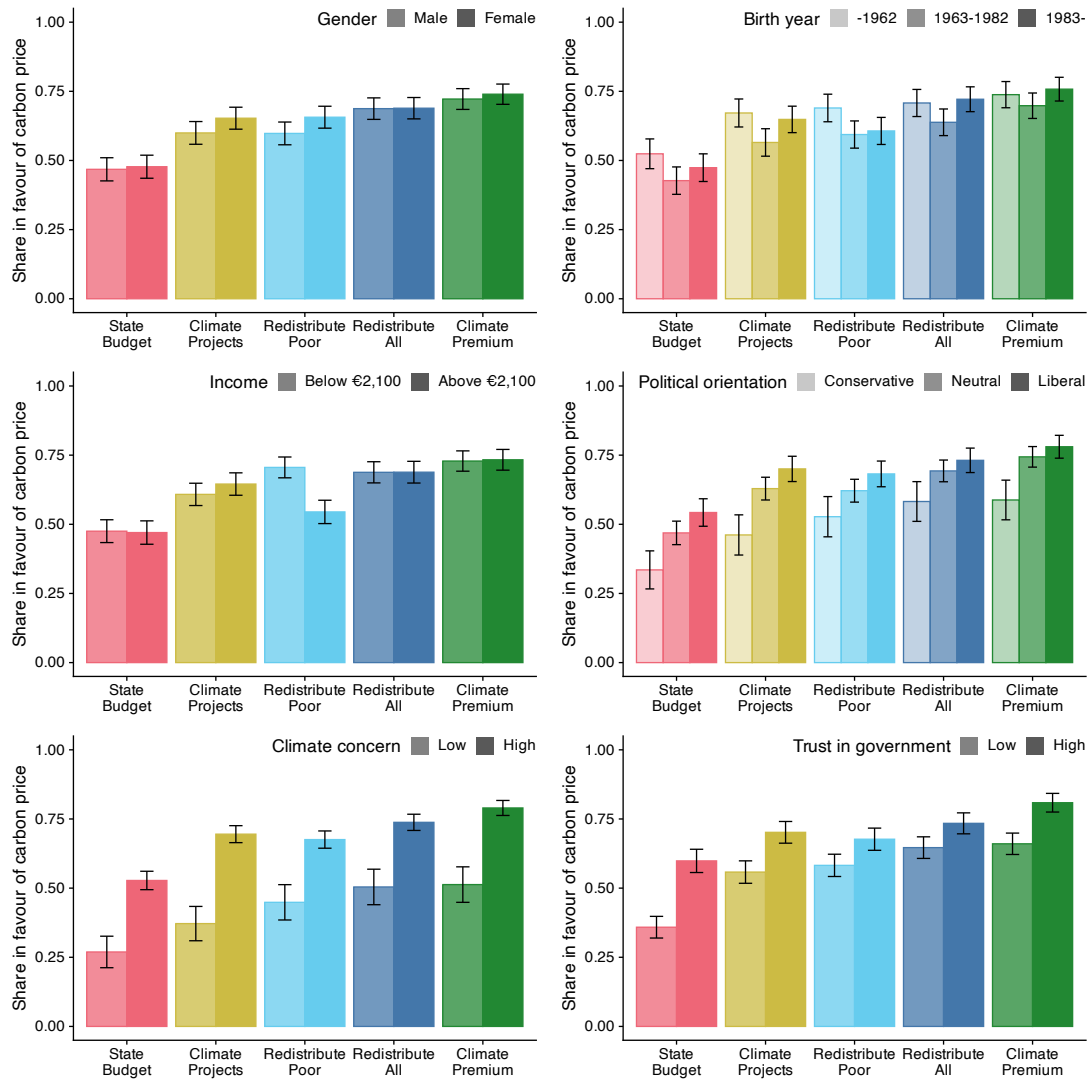 Gender Male Female
Share in favour of carbon price
1.00
0.75
0.50
0.25
0.00
State Budget
Climate Projects
Redistribute Poor
Redistribute All
Climate Premium
Birth year -1962 1963-1982 1983-
Share in favour of carbon price
1.00
0.75
0.50
0.25
0.00
State Budget
Climate Projects
Redistribute Poor
Redistribute All
Climate Premium
Income Below €2,100 Above €2,100
Share in favour of carbon price
1.00
0.75
0.50
0.25
0.00
State Budget
Climate Projects
Redistribute Poor
Redistribute All
Climate Premium
Political orientation Conservative Neutral Liberal
Share in favour of carbon price
1.00
0.75
0.50
0.25
0.00
State Budget
Climate Projects
Redistribute Poor
Redistribute All
Climate Premium
Climate concern Low High
Share in favour of carbon price
1.00
0.75
0.50
0.25
0.00
State Budget
Climate Projects
Redistribute Poor
Redistribute All
Climate Premium
Trust in government Low High
Share in favour of carbon price
1.00
0.75
0.50
0.25
0.00
State Budget
Climate Projects
Redistribute Poor
Redistribute All
Climate Premium